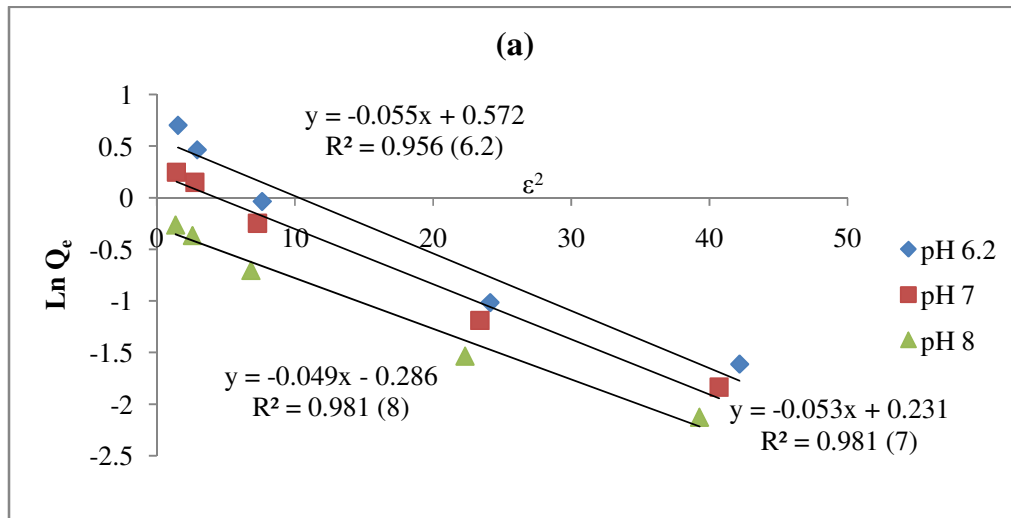 (a)
1
0.5
0
-0.5
-1
-1.5
-2
-2.5
0
10
20
30
40
50
Ln Qₑ
ε²
y = -0.055x + 0.572
R² = 0.956 (6.2)
y = -0.049x - 0.286
R² = 0.981 (8)
y = -0.053x + 0.231
R² = 0.981 (7)
pH 6.2
pH 7
pH 8